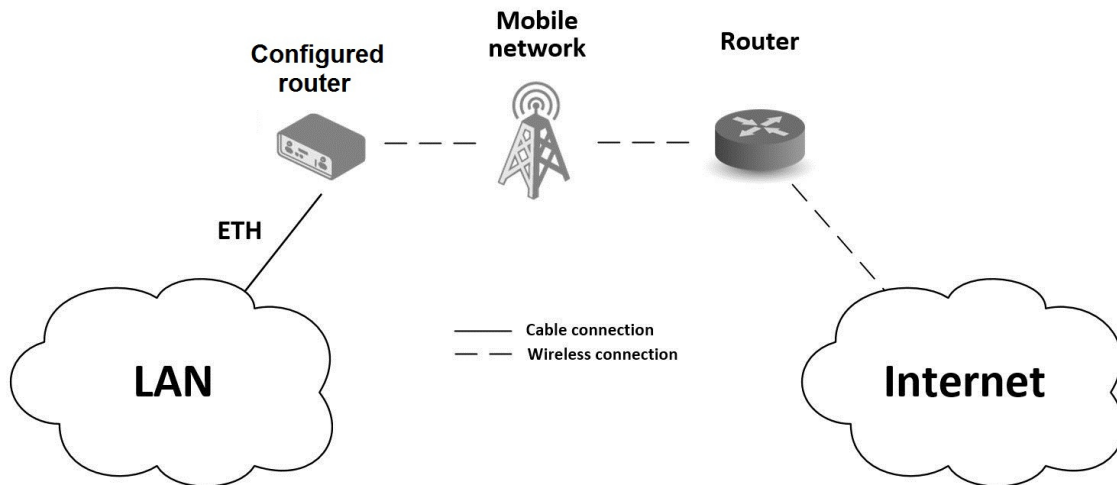 Configured
router
Mobile
network
Router
ETH
LAN
Cable connection
Wireless connection
Internet